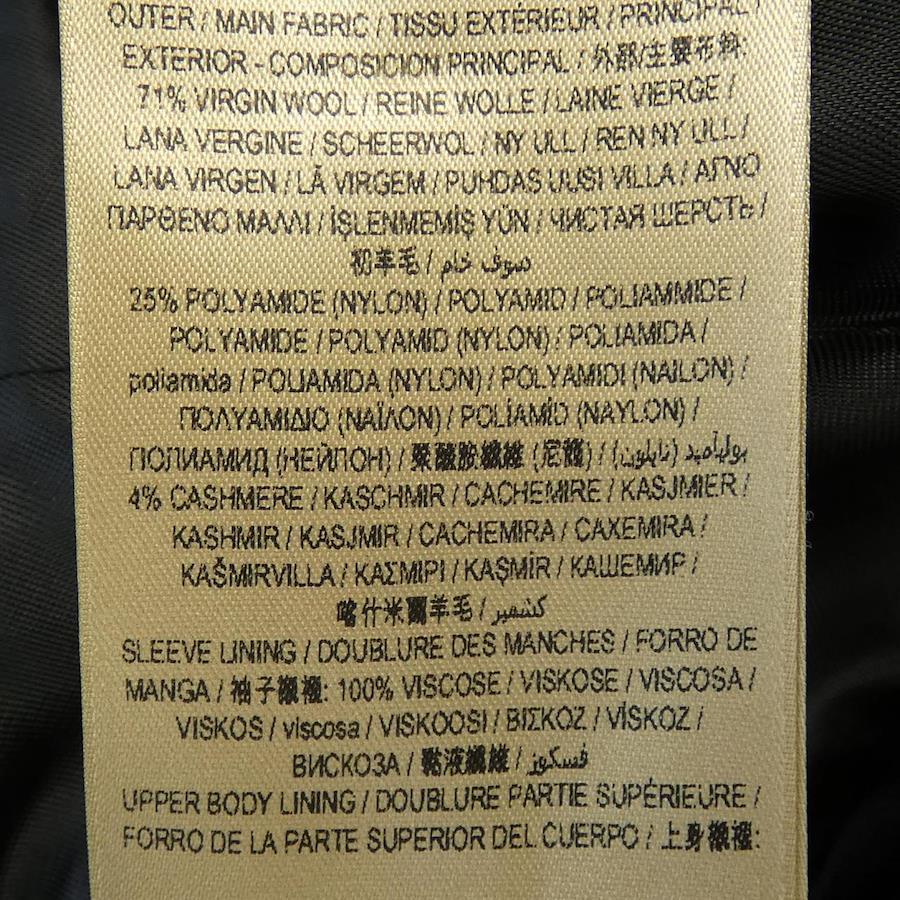 OUTER / MAIN FABRIC / TISSU EXTÉRIEUR / PRINCIPAL /
EXTERIOR - COMPOSICION PRINCIPAL / 外部/主要布料:
71% VIRGIN WOOL / REINE WOLLE / LAINE VIERGE /
LANA VERGINE / SCHEERWOL / NY ULL / REN NY ULL /
LANA VIRGEN / LÃ VIRGEM / PUHDAS UUSI VILLA / ΑΓΝΟ
ΠΑΡΘΕΝΟ ΜΑΛΛΙ / İŞLENMEMİŞ YÜN / ЧИСТАЯ ШЕРСТЬ /
初羊毛 / صوف خام
25% POLYAMIDE (NYLON) / POLYAMID / POLIAMMIDE /
POLYAMIDE / POLYAMID (NYLON) / POLIAMIDA /
poliamida / POLIAMIDA (NYLON) / POLYAMIDI (NAILON) /
ΠΟΛΥΑΜΙΔΙΟ (ΝΑΪΛΟΝ) / POLİAMİD (NAYLON) /
ПОЛИАМИД (НЕЙЛОН) / 聚醯胺纖維 (尼龍) / بوليأميد (نايلون)
4% CASHMERE / KASCHMIR / CACHEMIRE / KASJMIER /
KASHMIR / KASJMIR / CACHEMIRA / CAXEMIRA /
KAŠMIRVILLA / ΚΑΣΜΙΡΙ / KAŞMİR / КАШЕМИР /
喀什米爾羊毛 / كشمير
SLEEVE LINING / DOUBLURE DES MANCHES / FORRO DE
MANGA / 袖子襯裡: 100% VISCOSE / VISKOSE / VISCOSA /
VISKOS / viscosa / VISKOOSI / ΒΙΣΚΟΖ / VİSKOZ /
ВИСКОЗА / 黏液纖維 / فسكوز
UPPER BODY LINING / DOUBLURE PARTIE SUPÉRIEURE /
FORRO DE LA PARTE SUPERIOR DEL CUERPO / 上身襯裡: